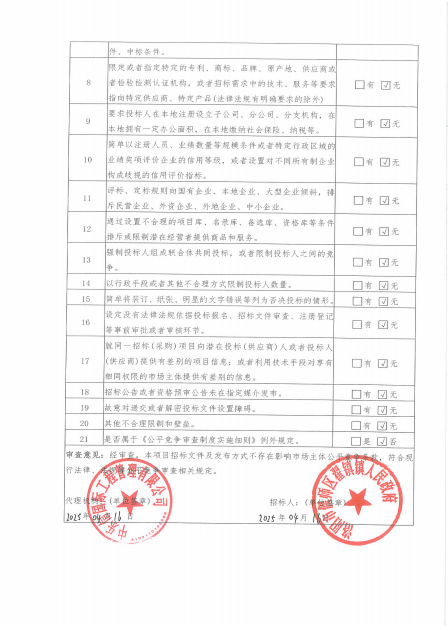 件、中标条件。
8 限定或者指定特定的专利、商标、品牌、原产地、供应商或
者检验检测认证机构，或者招标需求中的技术、服务等要求
指向特定供应商、特定产品(法律法规有明确要求的除外)
□有 ☑无
9 要求投标人在本地注册设立子公司、分公司、分支机构，在
本地拥有一定办公面积，在本地缴纳社会保险、纳税等。
□有 ☑无
10 简单以注册人员、业绩数量等规模条件或者特定行政区域的
业绩奖项评价企业的信用等级，或者设置对不同所有制企业
构成歧视的信用评价指标。
□有 ☑无
11 评标、定标规则向国有企业、本地企业、大型企业倾斜，排
斥民营企业、外资企业、外地企业、中小企业。
□有 ☑无
12 通过设置不合理的项目库、名录库、备选库、资格库等条件
排斥或限制潜在经营者提供商品和服务。
□有 ☑无
13 强制投标人组成联合体共同投标，或者限制投标人之间的竞
争。
□有 ☑无
14 以行政手段或者其他不合理方式限制投标人数量。 □有 ☑无
15 简单将装订、纸张、明显的文字错误等列为否决投标的情形。 □有 ☑无
16 设定没有法律法规依据投标报名、招标文件审查、注册登记
等事前审批或者审核环节。
□有 ☑无
17 就同一招标(采购)项目向潜在投标(供应商)人或者投标人
(供应商)提供有差别的项目信息；或者利用技术手段对享有
相同权限的市场主体提供有差别的信息。
□有 ☑无
18 招标公告或者资格预审公告未在指定媒介发布。 □有 ☑无
19 故意对递交或者解密投标文件设置障碍。 □有 ☑无
20 其他不合理限制和壁垒。 □有 ☑无
21 是否属于《公平竞争审查制度实施细则》例外规定。 □是 ☑否
审查意见：经审查，本项目招标文件及发布方式不存在影响市场主体公平竞争条款，符合现
行法律、法规和公平竞争审查相关规定。
代理机构：(单位签章) 招标人：(单位签章)
2025年04月16日 2025年04月16日